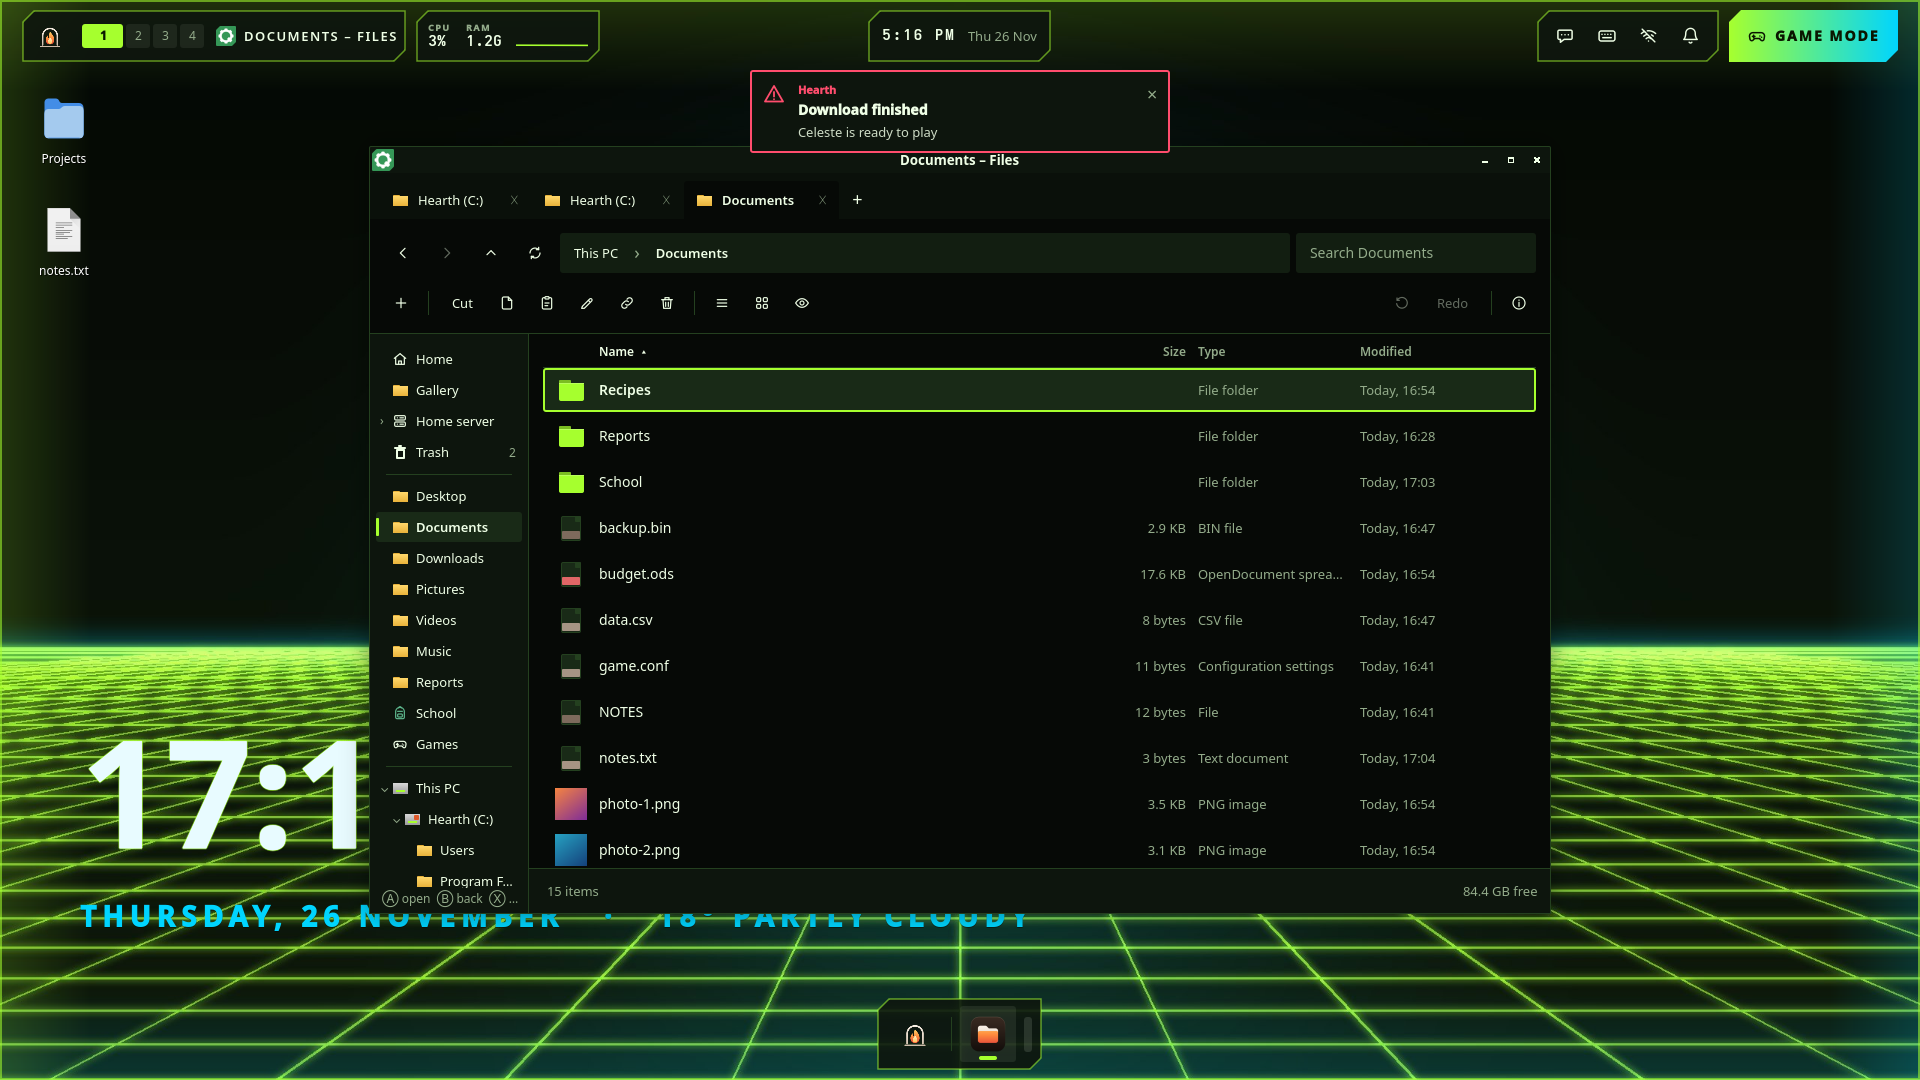 1 2 3 4 DOCUMENTS – FILES
CPU 3% RAM 1.2G
5:16 PM Thu 26 Nov
GAME MODE
Hearth
Download finished
Celeste is ready to play
Projects
notes.txt
Documents – Files
Hearth (C:) X Hearth (C:) X Documents X +
This PC › Documents
Search Documents
Cut
Redo
Name Size Type Modified
Recipes File folder Today, 16:54
Reports File folder Today, 16:28
School File folder Today, 17:03
backup.bin 2.9 KB BIN file Today, 16:47
budget.ods 17.6 KB OpenDocument sprea... Today, 16:54
data.csv 8 bytes CSV file Today, 16:47
game.conf 11 bytes Configuration settings Today, 16:41
NOTES 12 bytes File Today, 16:41
notes.txt 3 bytes Text document Today, 17:04
photo-1.png 3.5 KB PNG image Today, 16:54
photo-2.png 3.1 KB PNG image Today, 16:54
Home
Gallery
Home server
Trash 2
Desktop
Documents
Downloads
Pictures
Videos
Music
Reports
School
Games
This PC
Hearth (C:)
Users
Program F...
A open B back X ...
15 items
84.4 GB free
17:1
THURSDAY, 26 NOVEMBER · 18° PARTLY CLOUDY